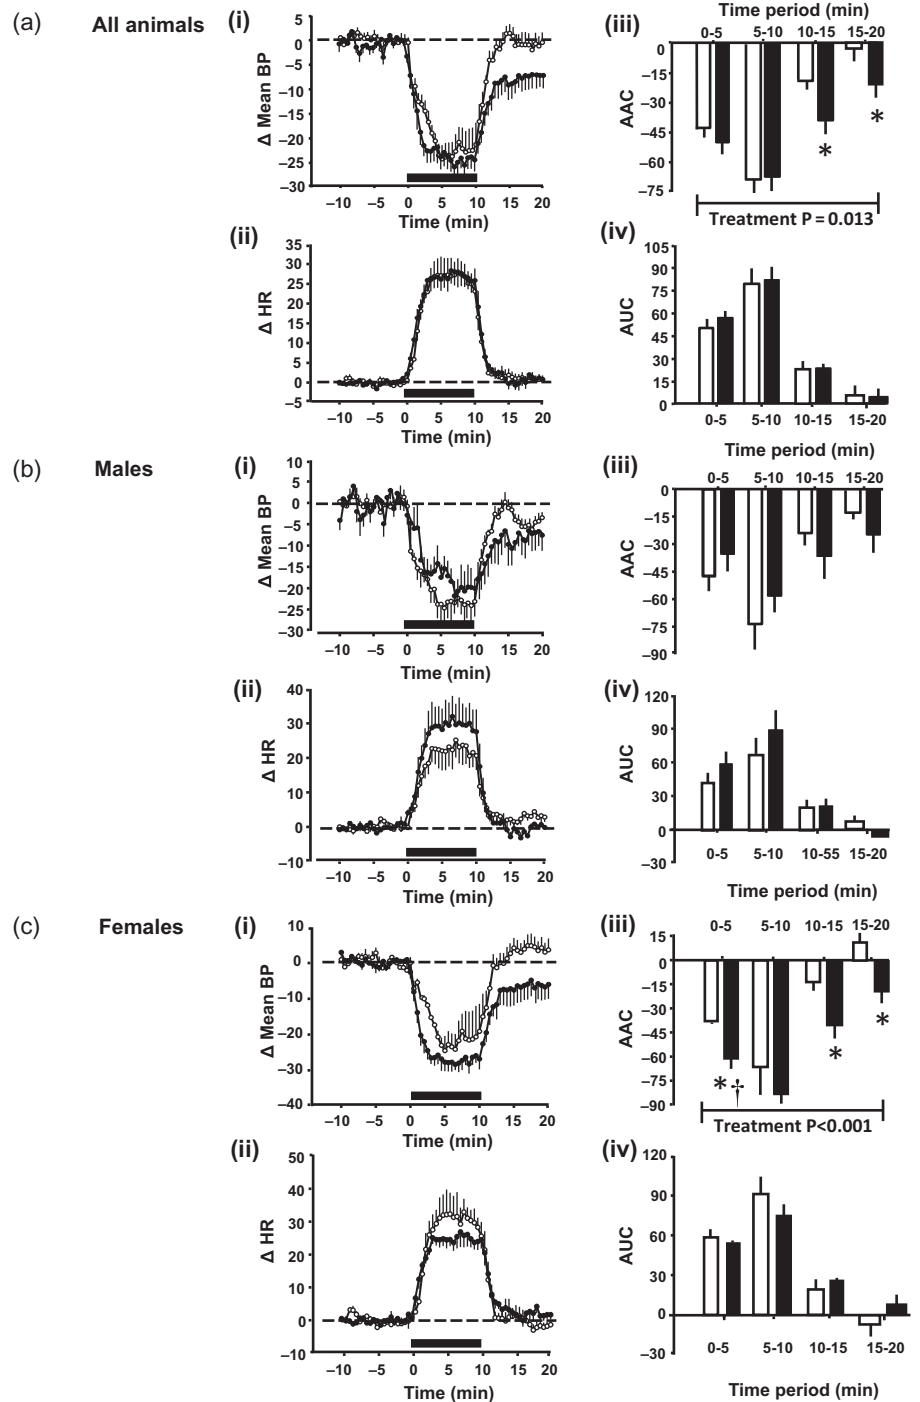 (a) All animals
(i)
Δ Mean BP
5
0
−5
−10
−15
−20
−25
−30
−10 −5 0 5 10 15 20
Time (min)
(iii)
Time period (min)
0-5 5-10 10-15 15-20
AAC
0
−15
−30
−45
−60
−75
* *
Treatment P = 0.013
(ii)
Δ HR
35
30
25
20
15
10
5
0
−5
−10 −5 0 5 10 15 20
Time (min)
(iv)
AUC
105
90
75
60
45
30
15
0
0-5 5-10 10-15 15-20
Time period (min)
(b) Males
(i)
Δ Mean BP
10
5
0
−5
−10
−15
−20
−25
−30
−10 −5 0 5 10 15 20
Time (min)
(iii)
0-5 5-10 10-15 15-20
AAC
0
−15
−30
−45
−60
−75
−90
(ii)
Δ HR
40
30
20
10
0
−10
−10 −5 0 5 10 15 20
Time (min)
(iv)
AUC
120
90
60
30
0
−30
0-5 5-10 10-55 15-20
Time period (min)
(c) Females
(i)
Δ Mean BP
10
0
−10
−20
−30
−40
−10 −5 0 5 10 15 20
Time (min)
(iii)
0-5 5-10 10-15 15-20
AAC
15
0
−15
−30
−45
−60
−75
−90
*† * *
Treatment P<0.001
(ii)
Δ HR
50
40
30
20
10
0
−10
−10 −5 0 5 10 15 20
Time (min)
(iv)
AUC
120
90
60
30
0
−30
0-5 5-10 10-15 15-20
Time period (min)